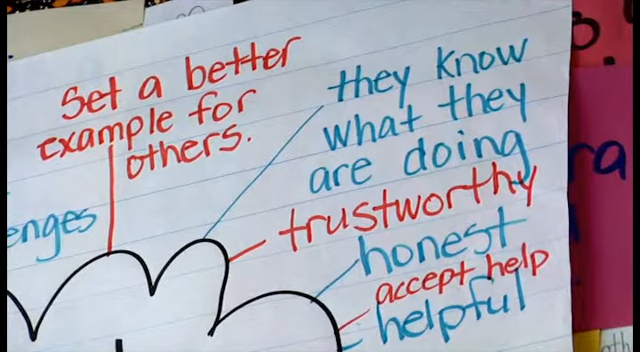 Set a better
example for
others.
they know
what they
are doing
trustworthy
honest
accept help
helpful
enges